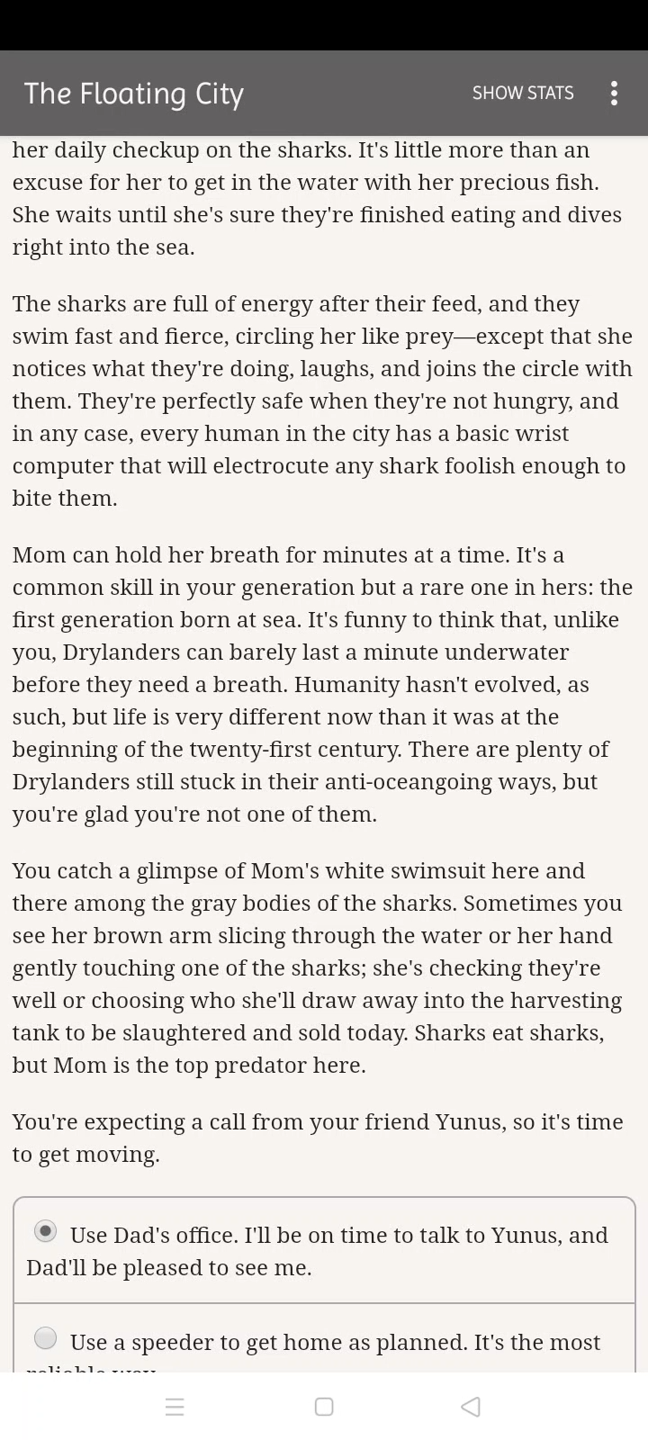 The Floating City
SHOW STATS
her daily checkup on the sharks. It's little more than an
excuse for her to get in the water with her precious fish.
She waits until she's sure they're finished eating and dives
right into the sea.
The sharks are full of energy after their feed, and they
swim fast and fierce, circling her like prey—except that she
notices what they're doing, laughs, and joins the circle with
them. They're perfectly safe when they're not hungry, and
in any case, every human in the city has a basic wrist
computer that will electrocute any shark foolish enough to
bite them.
Mom can hold her breath for minutes at a time. It's a
common skill in your generation but a rare one in hers: the
first generation born at sea. It's funny to think that, unlike
you, Drylanders can barely last a minute underwater
before they need a breath. Humanity hasn't evolved, as
such, but life is very different now than it was at the
beginning of the twenty-first century. There are plenty of
Drylanders still stuck in their anti-oceangoing ways, but
you're glad you're not one of them.
You catch a glimpse of Mom's white swimsuit here and
there among the gray bodies of the sharks. Sometimes you
see her brown arm slicing through the water or her hand
gently touching one of the sharks; she's checking they're
well or choosing who she'll draw away into the harvesting
tank to be slaughtered and sold today. Sharks eat sharks,
but Mom is the top predator here.
You're expecting a call from your friend Yunus, so it's time
to get moving.
Use Dad's office. I'll be on time to talk to Yunus, and
Dad'll be pleased to see me.
Use a speeder to get home as planned. It's the most